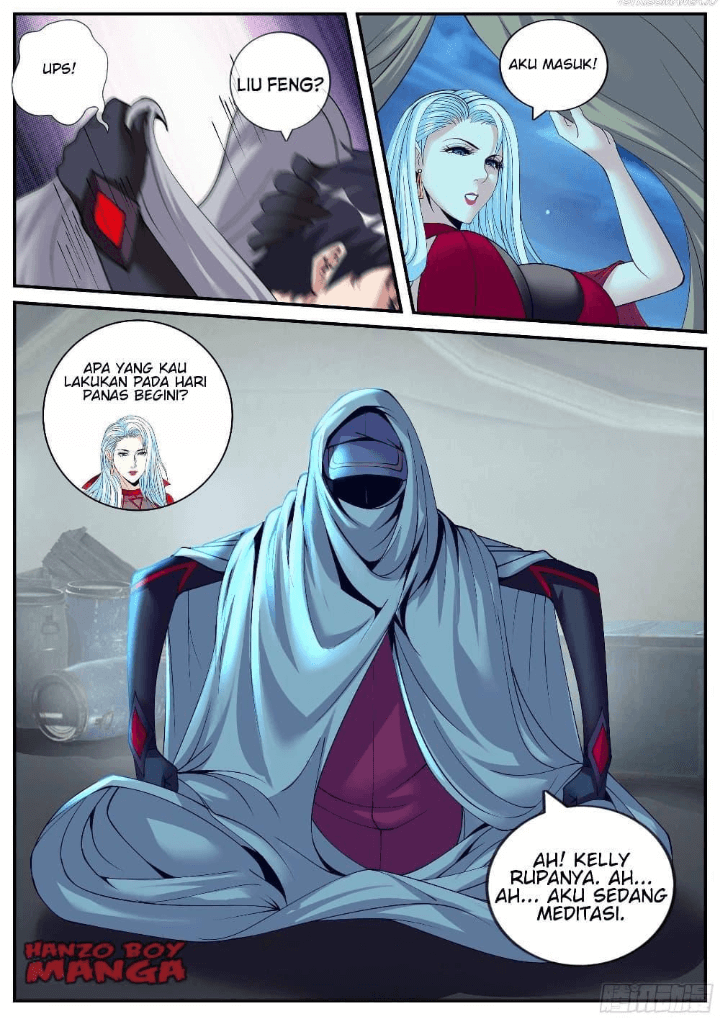 UPS!
LIU FENG?
AKU MASUK!
APA YANG KAU
LAKUKAN PADA HARI
PANAS BEGINI?
AH! KELLY
RUPANYA. AH...
AH... AKU SEDANG
MEDITASI.
HANZO BOY
MANGA